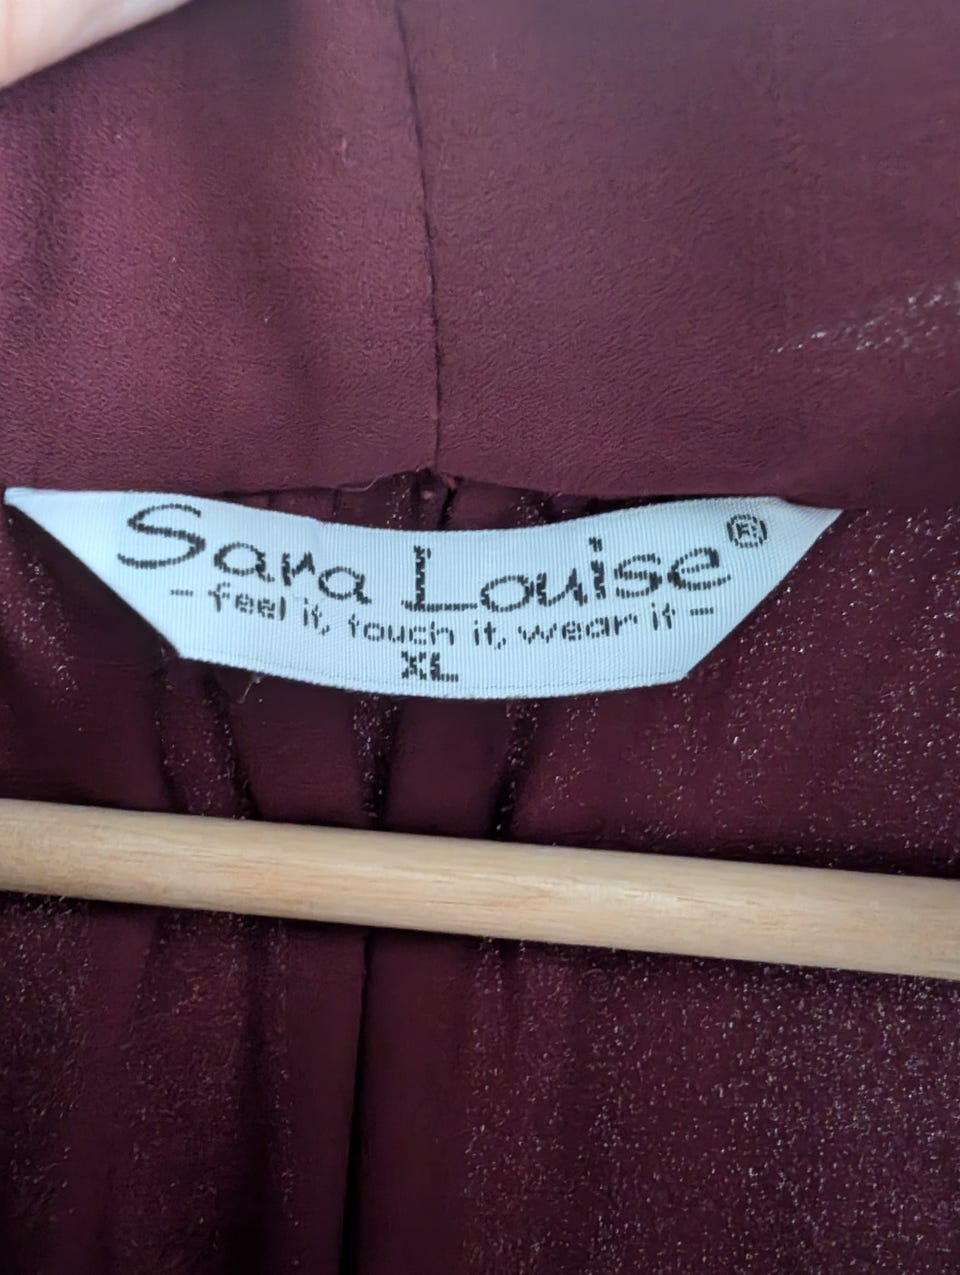 Sara Louise®
- feel it, touch it, wear it -
XL